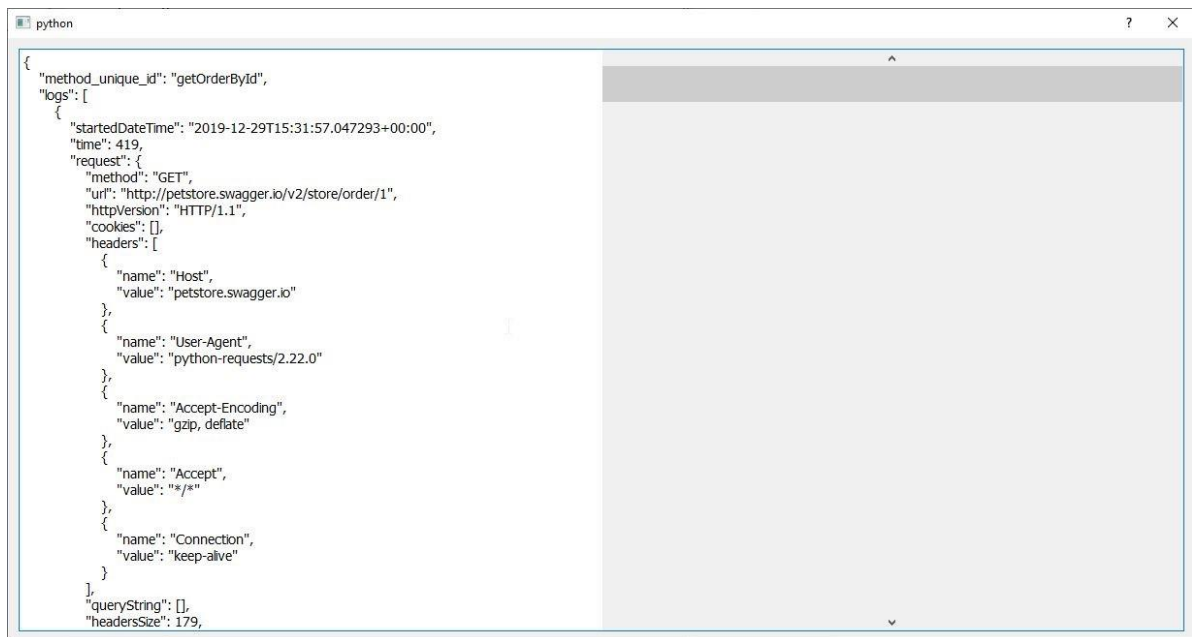 python
{
"method_unique_id": "getOrderById",
"logs": [
{
"startedDateTime": "2019-12-29T15:31:57.047293+00:00",
"time": 419,
"request": {
"method": "GET",
"url": "http://petstore.swagger.io/v2/store/order/1",
"httpVersion": "HTTP/1.1",
"cookies": [],
"headers": [
{
"name": "Host",
"value": "petstore.swagger.io"
},
{
"name": "User-Agent",
"value": "python-requests/2.22.0"
},
{
"name": "Accept-Encoding",
"value": "gzip, deflate"
},
{
"name": "Accept",
"value": "*/*"
},
{
"name": "Connection",
"value": "keep-alive"
}
],
"queryString": [],
"headersSize": 179,